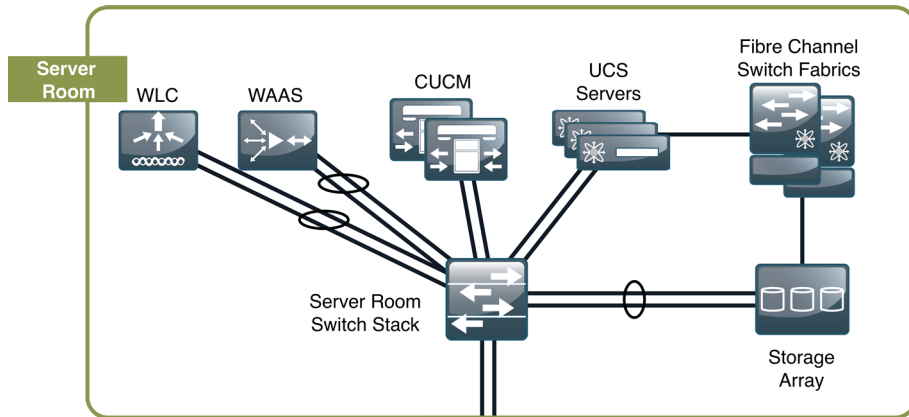 Server
Room
WLC
WAAS
CUCM
UCS
Servers
Fibre Channel
Switch Fabrics
Server Room
Switch Stack
Storage
Array